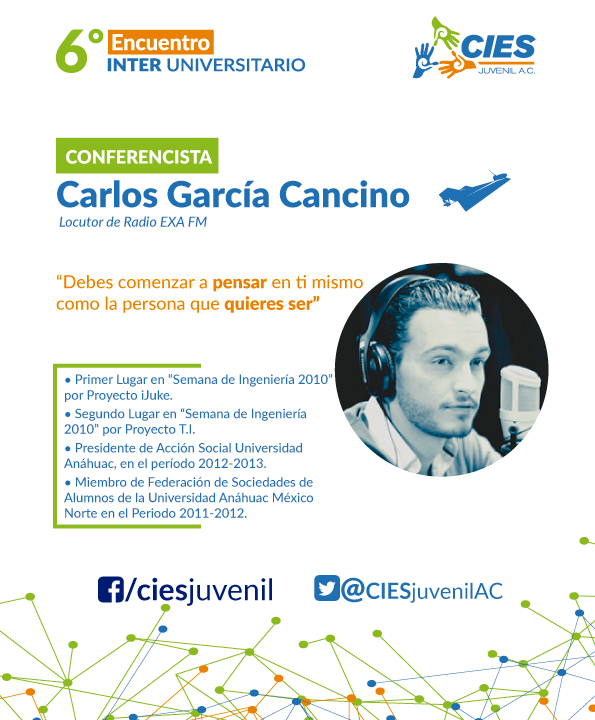 6° Encuentro
INTER UNIVERSITARIO
CIES
JUVENIL A.C.
CONFERENCISTA
Carlos García Cancino
Locutor de Radio EXA FM
“Debes comenzar a pensar en ti mismo
como la persona que quieres ser”
• Primer Lugar en “Semana de Ingeniería 2010”
por Proyecto iJuke.
• Segundo Lugar en “Semana de Ingeniería
2010” por Proyecto T.I.
• Presidente de Acción Social Universidad
Anáhuac, en el período 2012-2013.
• Miembro de Federación de Sociedades de
Alumnos de la Universidad Anáhuac México
Norte en el Periodo 2011-2012.
/ciesjuvenil
@CIESjuvenilAC